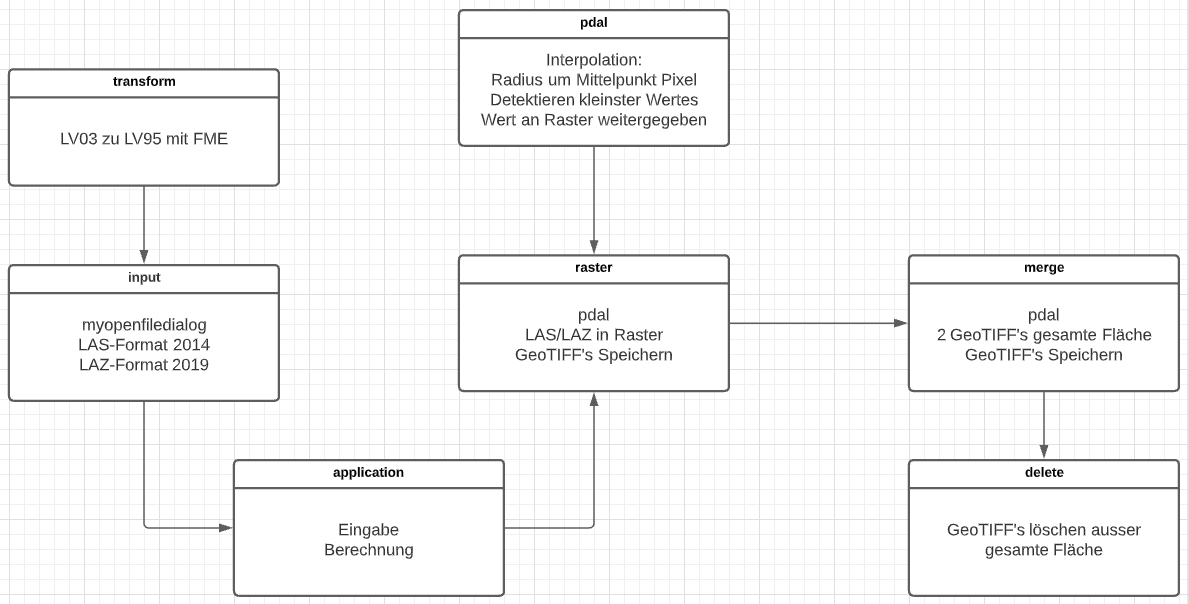 transform
LV03 zu LV95 mit FME
input
myopenfiledialog
LAS-Format 2014
LAZ-Format 2019
application
Eingabe
Berechnung
pdal
Interpolation:
Radius um Mittelpunkt Pixel
Detektieren kleinster Wertes
Wert an Raster weitergegeben
raster
pdal
LAS/LAZ in Raster
GeoTIFF's Speichern
merge
pdal
2 GeoTIFF's gesamte Fläche
GeoTIFF's Speichern
delete
GeoTIFF's löschen ausser
gesamte Fläche